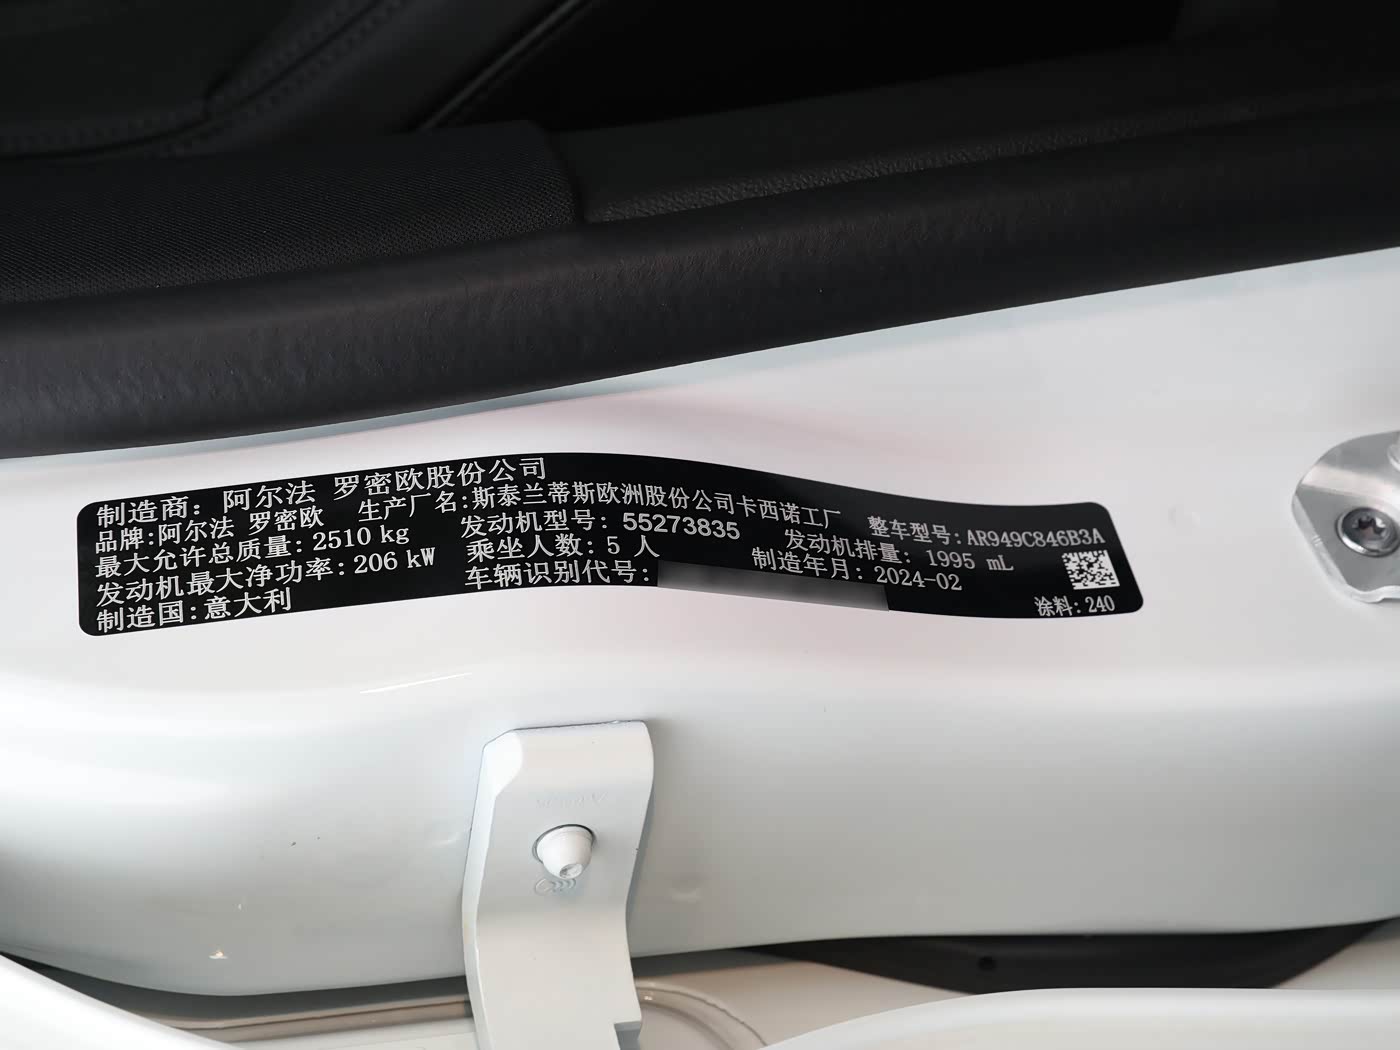 制造商: 阿尔法 罗密欧股份公司
品牌:阿尔法 罗密欧 生产厂名:斯泰兰蒂斯欧洲股份公司卡西诺工厂 整车型号:AR949C846B3A
最大允许总质量: 2510 kg 发动机型号: 55273835 发动机排量: 1995 mL
发动机最大净功率: 206 kW 乘坐人数: 5 人 制造年月: 2024-02
制造国:意大利 车辆识别代号: 涂料: 240